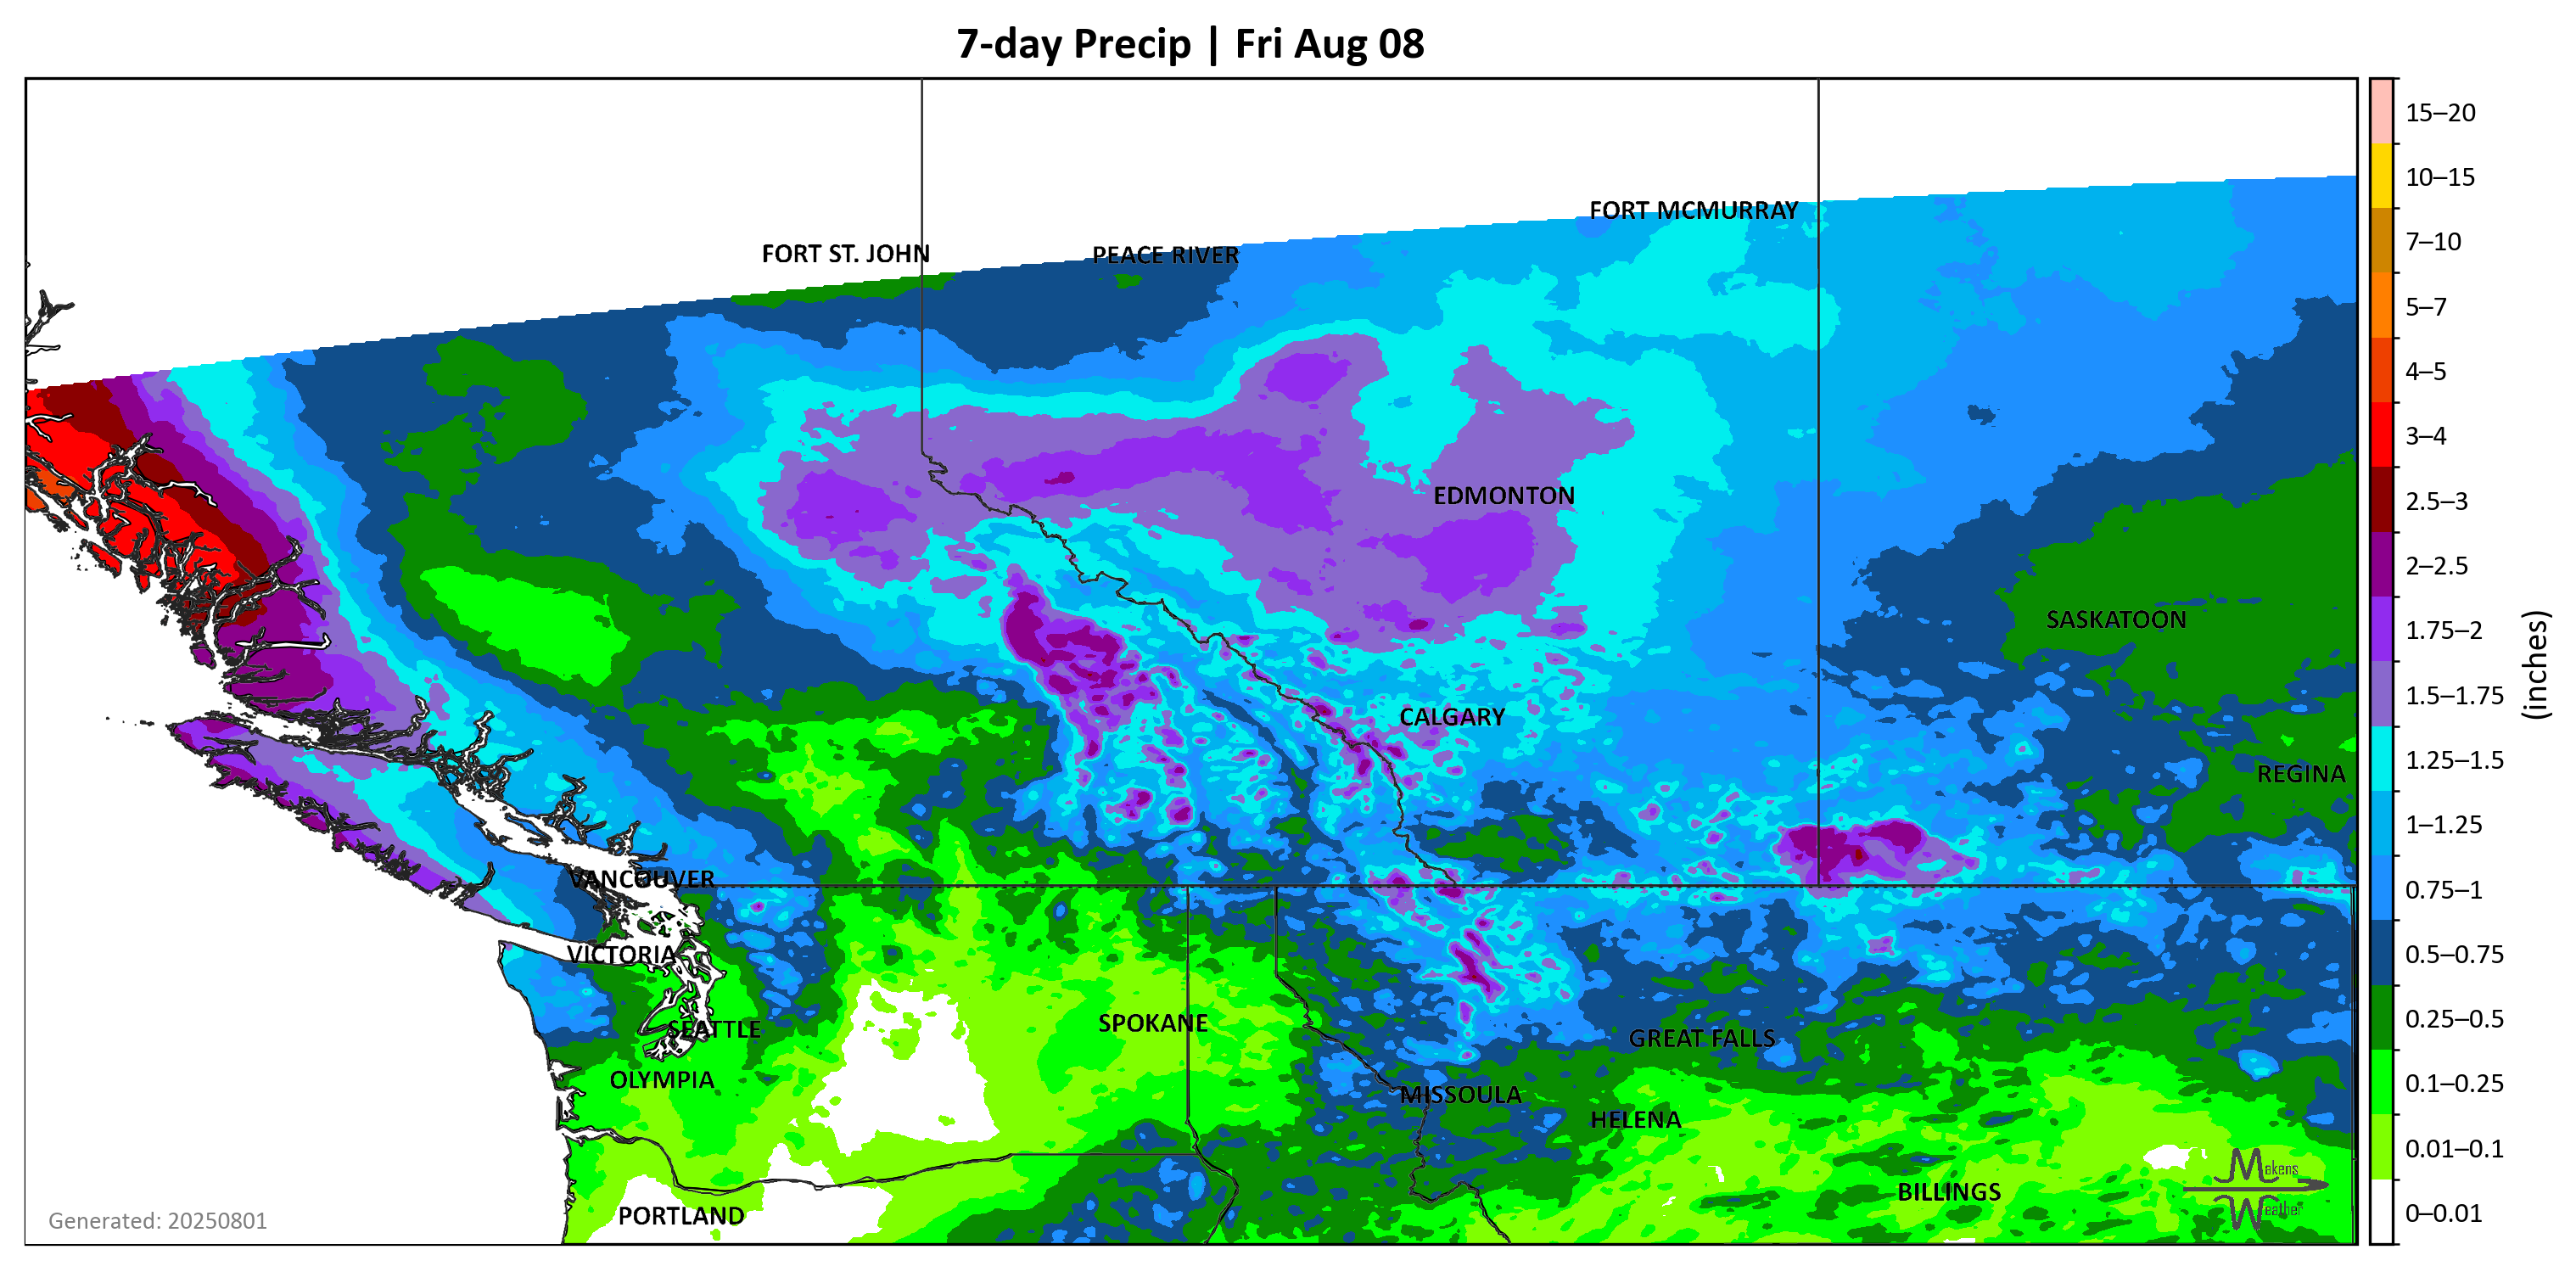 7-day Precip | Fri Aug 08
15–20
10–15
7–10
5–7
4–5
3–4
2.5–3
2–2.5
1.75–2
1.5–1.75
1.25–1.5
1–1.25
0.75–1
0.5–0.75
0.25–0.5
0.1–0.25
0.01–0.1
0–0.01
(inches)
FORT MCMURRAY
FORT ST. JOHN
PEACE RIVER
EDMONTON
SASKATOON
CALGARY
REGINA
VANCOUVER
VICTORIA
SPOKANE
SEATTLE
GREAT FALLS
OLYMPIA
MISSOULA
HELENA
BILLINGS
PORTLAND
Makens
Weather
Generated: 20250801